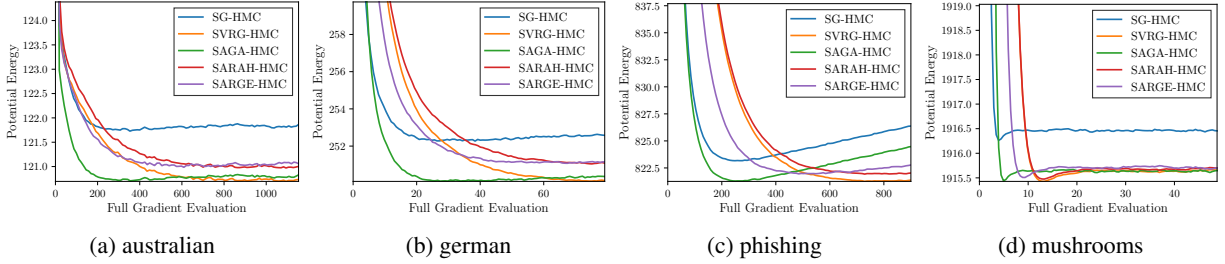 124.0
123.5
123.0
122.5
122.0
121.5
121.0
Potential Energy
SG-HMC
SVRG-HMC
SAGA-HMC
SARAH-HMC
SARGE-HMC
0 200 400 600 800 1000
Full Gradient Evaluation
(a) australian
258
256
254
252
Potential Energy
SG-HMC
SVRG-HMC
SAGA-HMC
SARAH-HMC
SARGE-HMC
0 20 40 60
Full Gradient Evaluation
(b) german
837.5
835.0
832.5
830.0
827.5
825.0
822.5
Potential Energy
SG-HMC
SVRG-HMC
SAGA-HMC
SARAH-HMC
SARGE-HMC
0 200 400 600 800
Full Gradient Evaluation
(c) phishing
1919.0
1918.5
1918.0
1917.5
1917.0
1916.5
1916.0
1915.5
Potential Energy
SG-HMC
SVRG-HMC
SAGA-HMC
SARAH-HMC
SARGE-HMC
0 10 20 30 40
Full Gradient Evaluation
(d) mushrooms